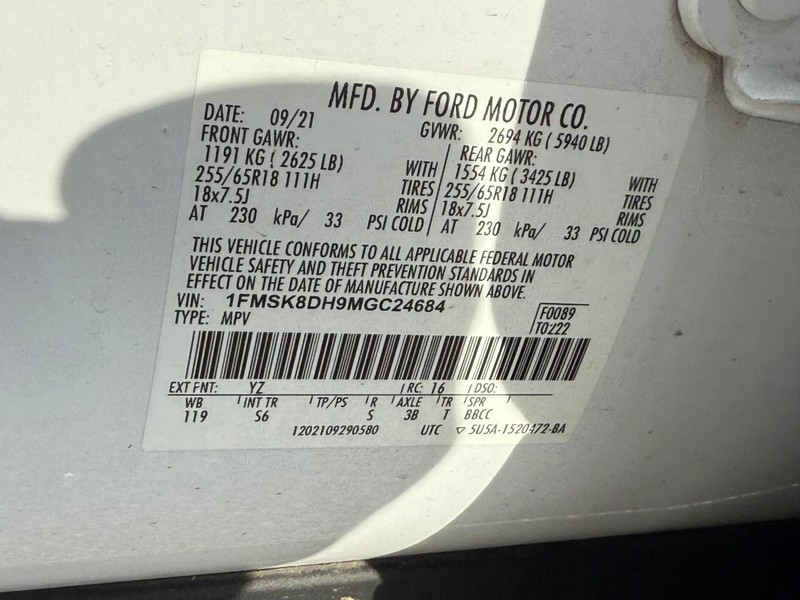 MFD. BY FORD MOTOR CO.
DATE: 09/21 GVWR: 2694 KG ( 5940 LB)
FRONT GAWR: REAR GAWR:
1191 KG ( 2625 LB) WITH 1554 KG ( 3425 LB) WITH
255/65R18 111H TIRES 255/65R18 111H TIRES
18x7.5J RIMS 18x7.5J RIMS
AT 230 kPa/ 33 PSI COLD AT 230 kPa/ 33 PSI COLD
THIS VEHICLE CONFORMS TO ALL APPLICABLE FEDERAL MOTOR
VEHICLE SAFETY AND THEFT PREVENTION STANDARDS IN
EFFECT ON THE DATE OF MANUFACTURE SHOWN ABOVE.
VIN: 1FMSK8DH9MGC24684 F0089
TYPE: MPV T0222
EXT PNT: YZ RC: 16 DSO:
WB INT TR TP/PS R AXLE TR SPR
119 S6 S 3B T BBCC
1202109290580 UTC ▽ 5U5A-1520472-BA